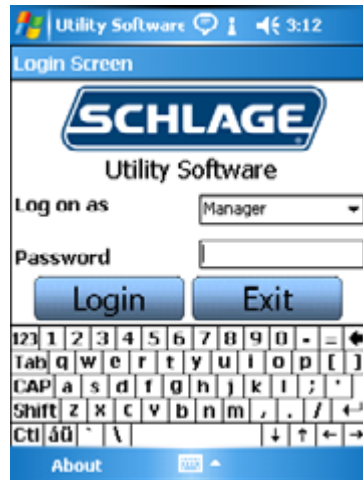 Utility Software 3:12
Login Screen
SCHLAGE
Utility Software
Log on as Manager
Password
Login Exit
123 1 2 3 4 5 6 7 8 9 0 - =
Tab q w e r t y u i o p [ ]
CAP a s d f g h j k l ; '
Shift z x c v b n m , . /
Ctl áü ` \
About